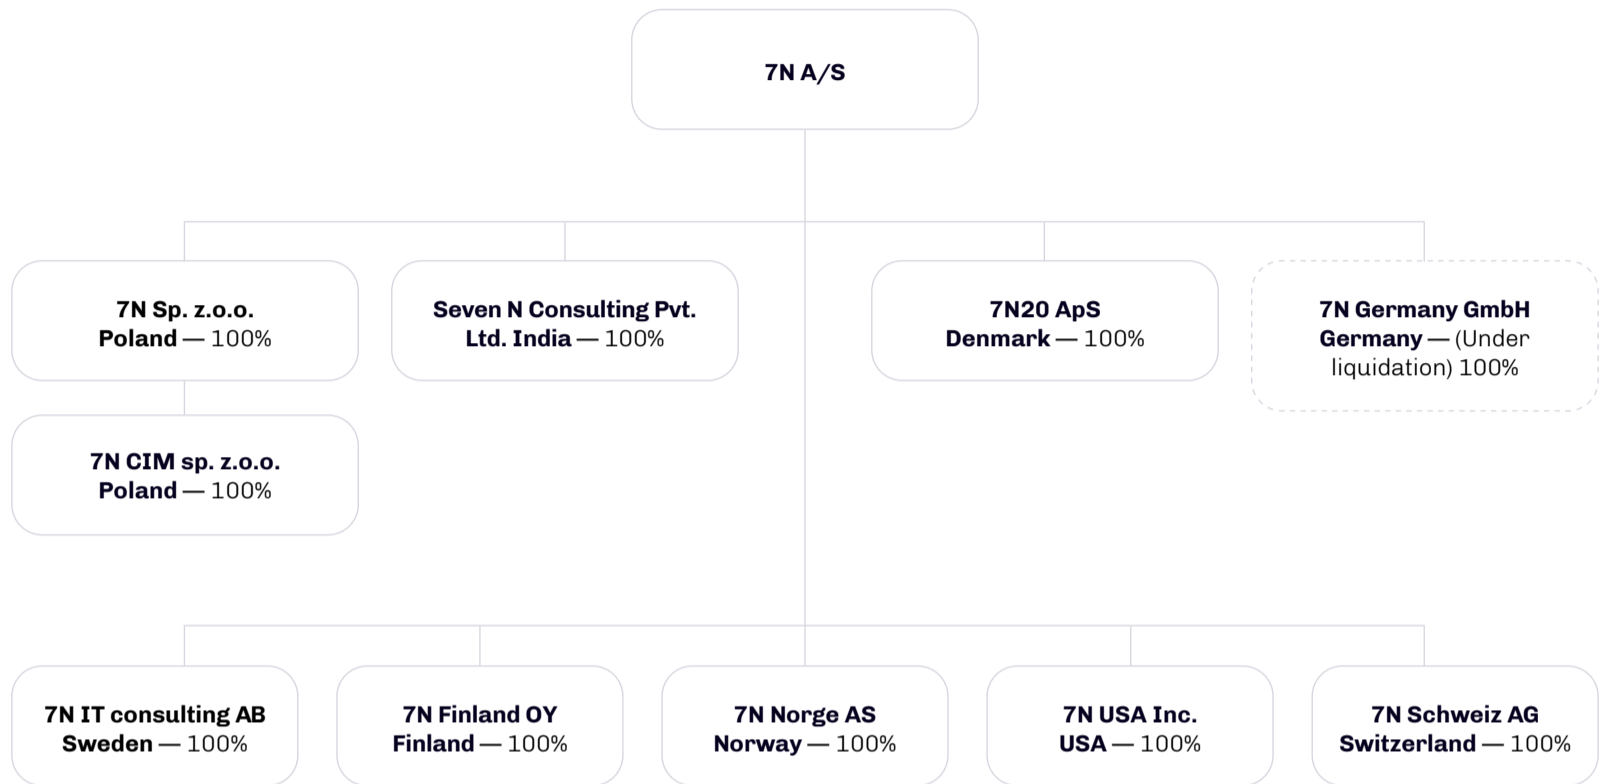 7N A/S
7N Sp. z.o.o.
Poland — 100%
Seven N Consulting Pvt.
Ltd. India — 100%
7N20 ApS
Denmark — 100%
7N Germany GmbH
Germany — (Under
liquidation) 100%
7N CIM sp. z.o.o.
Poland — 100%
7N IT consulting AB
Sweden — 100%
7N Finland OY
Finland — 100%
7N Norge AS
Norway — 100%
7N USA Inc.
USA — 100%
7N Schweiz AG
Switzerland — 100%